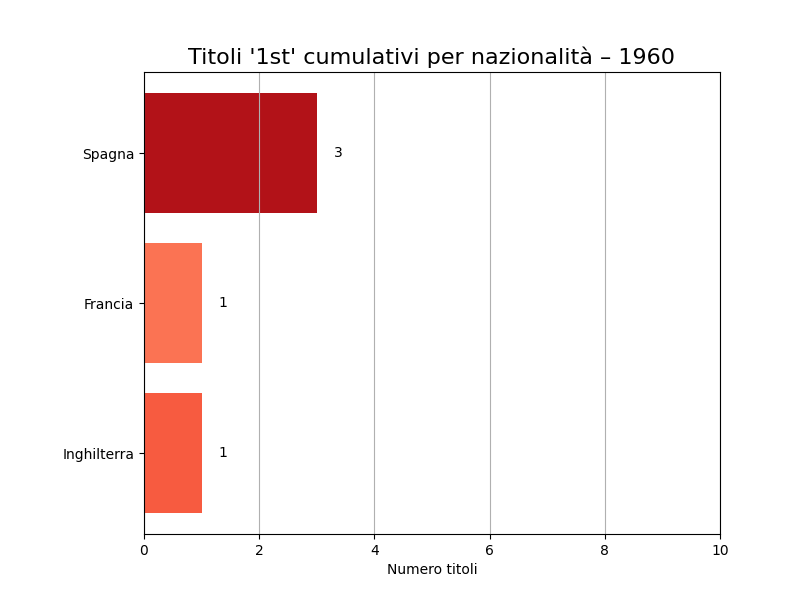 Titoli '1st' cumulativi per nazionalità – 1960
Spagna
3
Francia
1
Inghilterra
1
0 2 4 6 8 10
Numero titoli